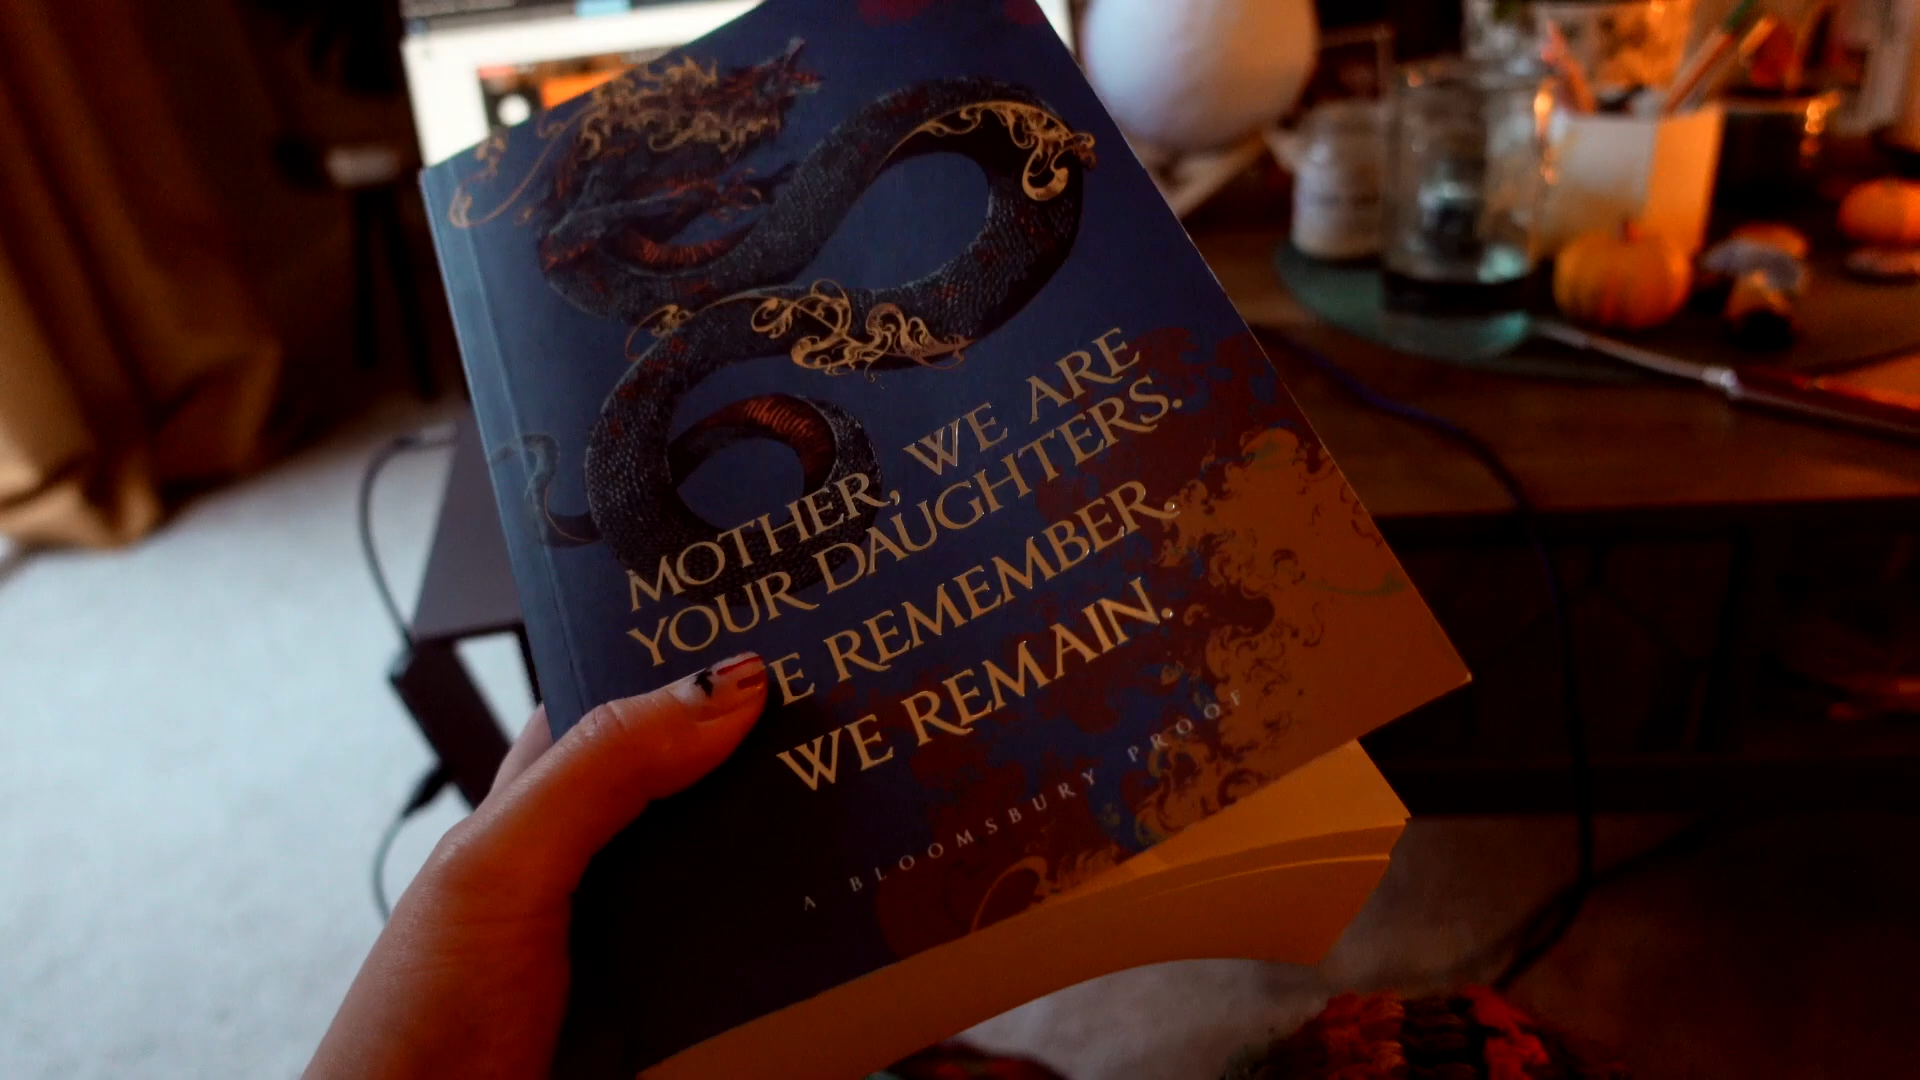 MOTHER, WE ARE
YOUR DAUGHTERS.
E REMEMBER.
WE REMAIN.
A BLOOMSBURY PROOF